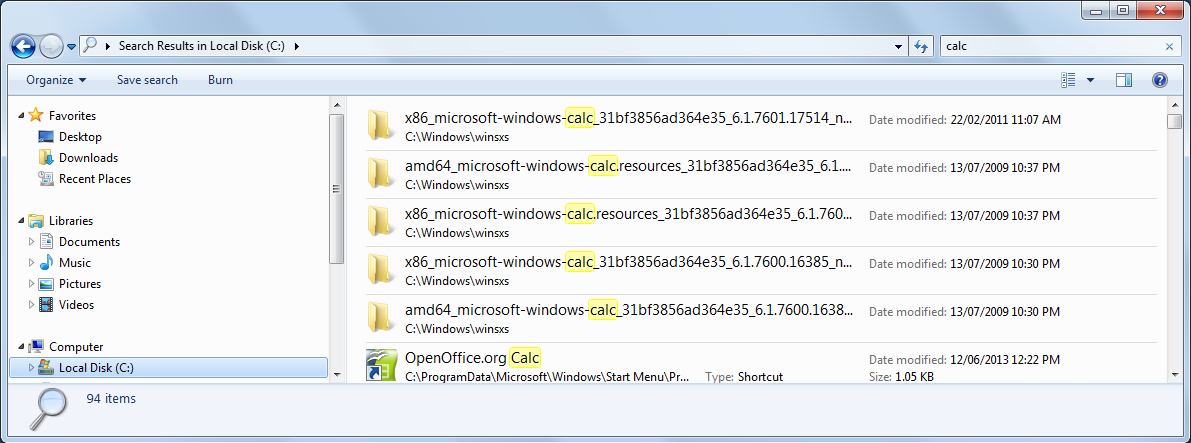 Search Results in Local Disk (C:)
calc
Organize
Save search
Burn
Favorites
Desktop
Downloads
Recent Places
Libraries
Documents
Music
Pictures
Videos
Computer
Local Disk (C:)
x86_microsoft-windows-calc_31bf3856ad364e35_6.1.7601.17514_n... Date modified: 22/02/2011 11:07 AM
C:\Windows\winsxs
amd64_microsoft-windows-calc.resources_31bf3856ad364e35_6.1.... Date modified: 13/07/2009 10:37 PM
C:\Windows\winsxs
x86_microsoft-windows-calc.resources_31bf3856ad364e35_6.1.760... Date modified: 13/07/2009 10:37 PM
C:\Windows\winsxs
x86_microsoft-windows-calc_31bf3856ad364e35_6.1.7600.16385_n... Date modified: 13/07/2009 10:30 PM
C:\Windows\winsxs
amd64_microsoft-windows-calc_31bf3856ad364e35_6.1.7600.1638... Date modified: 13/07/2009 10:30 PM
C:\Windows\winsxs
OpenOffice.org Calc Date modified: 12/06/2013 12:22 PM
C:\ProgramData\Microsoft\Windows\Start Menu\Pr... Type: Shortcut Size: 1.05 KB
94 items